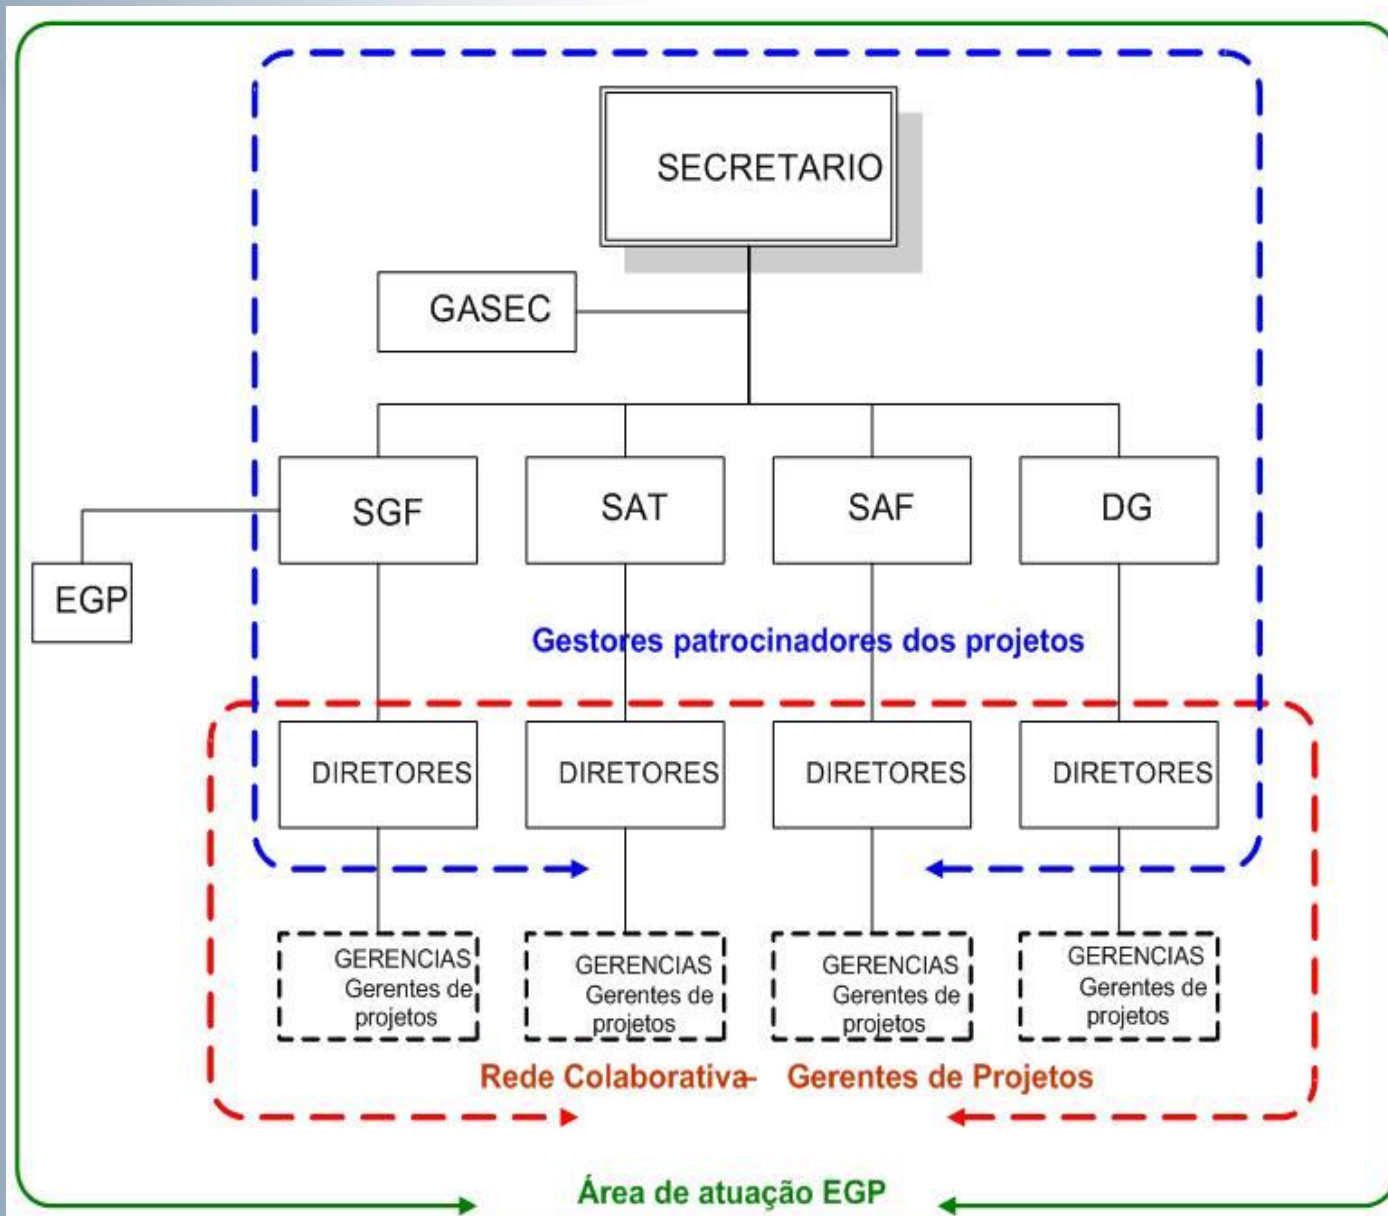 SECRETARIO
GASEC
SGF
SAT
SAF
DG
EGP
Gestores patrocinadores dos projetos
DIRETORES
DIRETORES
DIRETORES
DIRETORES
GERENCIAS
Gerentes de
projetos
GERENCIAS
Gerentes de
projetos
GERENCIAS
Gerentes de
projetos
GERENCIAS
Gerentes de
projetos
Rede Colaborativa- Gerentes de Projetos
Área de atuação EGP